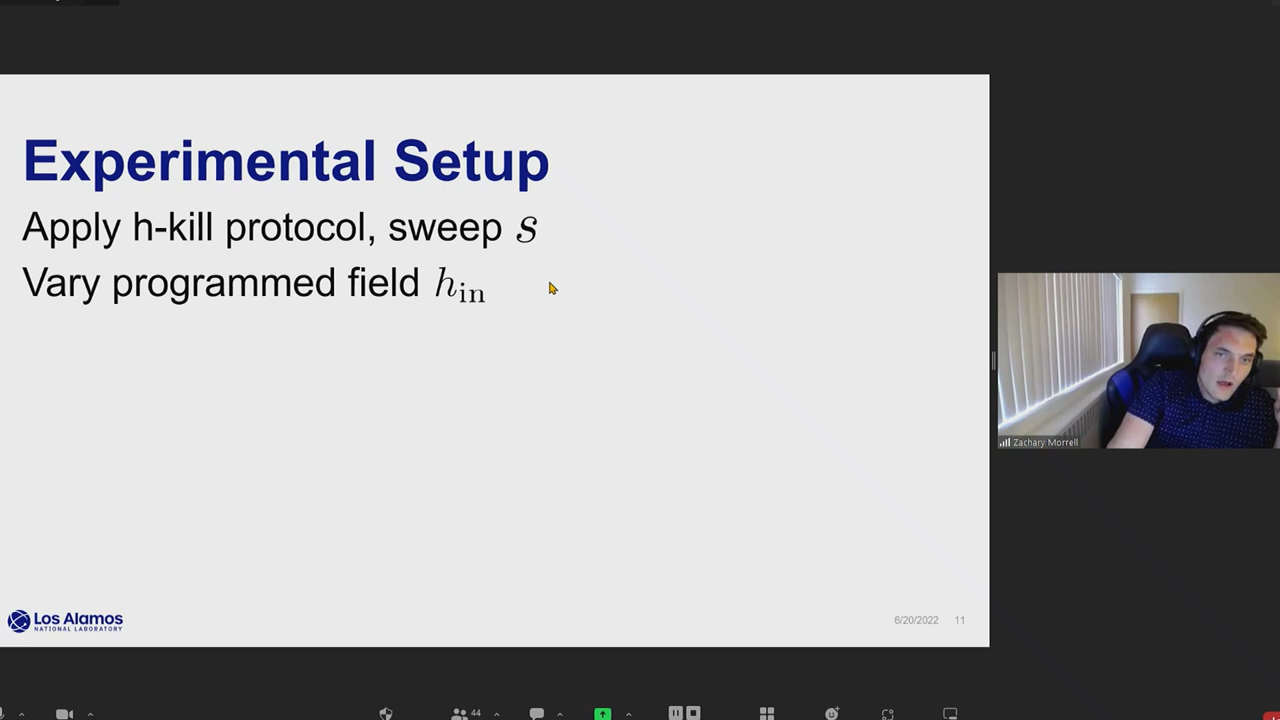 Experimental Setup
Apply h-kill protocol, sweep s
Vary programmed field h_in
Zachary Morrell
Los Alamos
NATIONAL LABORATORY
6/20/2022 11
44